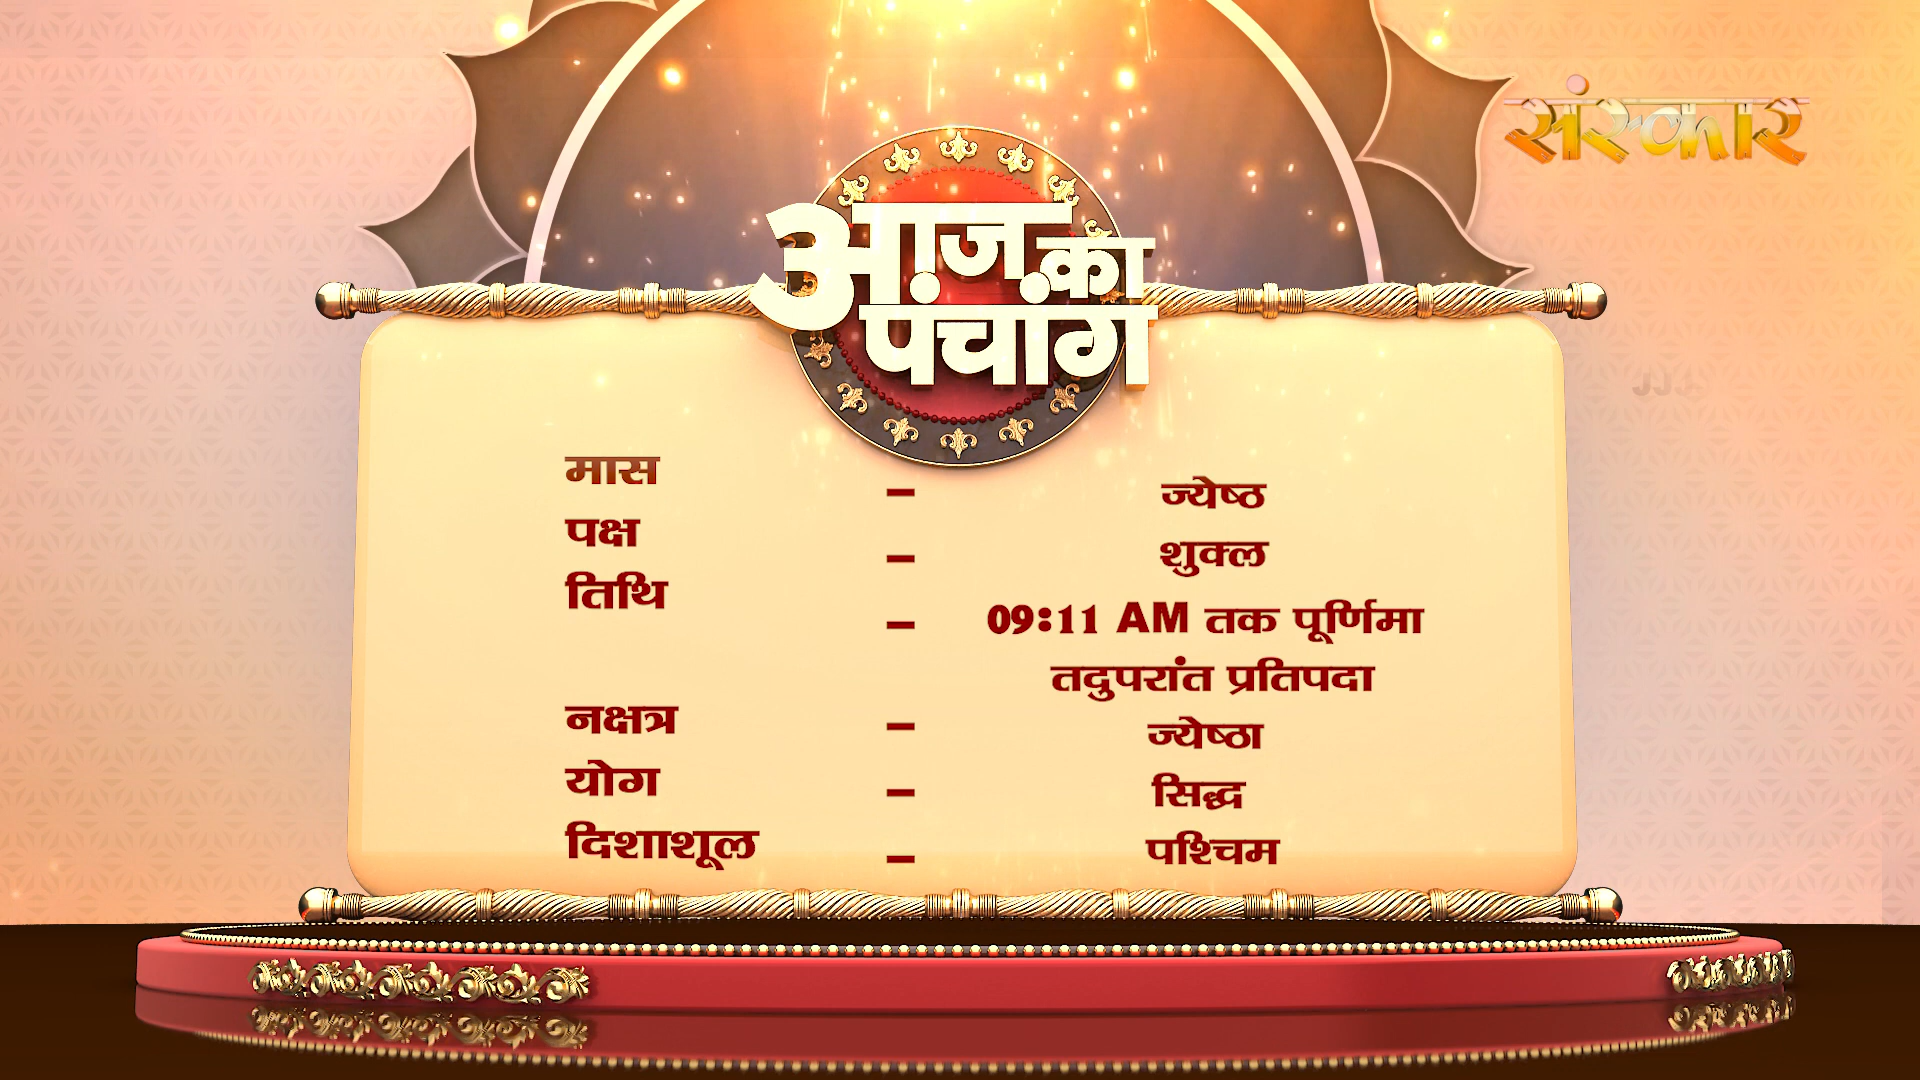 संस्कार
आज का
पंचांग
मास – ज्येष्ठ
पक्ष – शुक्ल
तिथि – 09:11 AM तक पूर्णिमा
तदुपरांत प्रतिपदा
नक्षत्र – ज्येष्ठा
योग – सिद्ध
दिशाशूल – पश्चिम